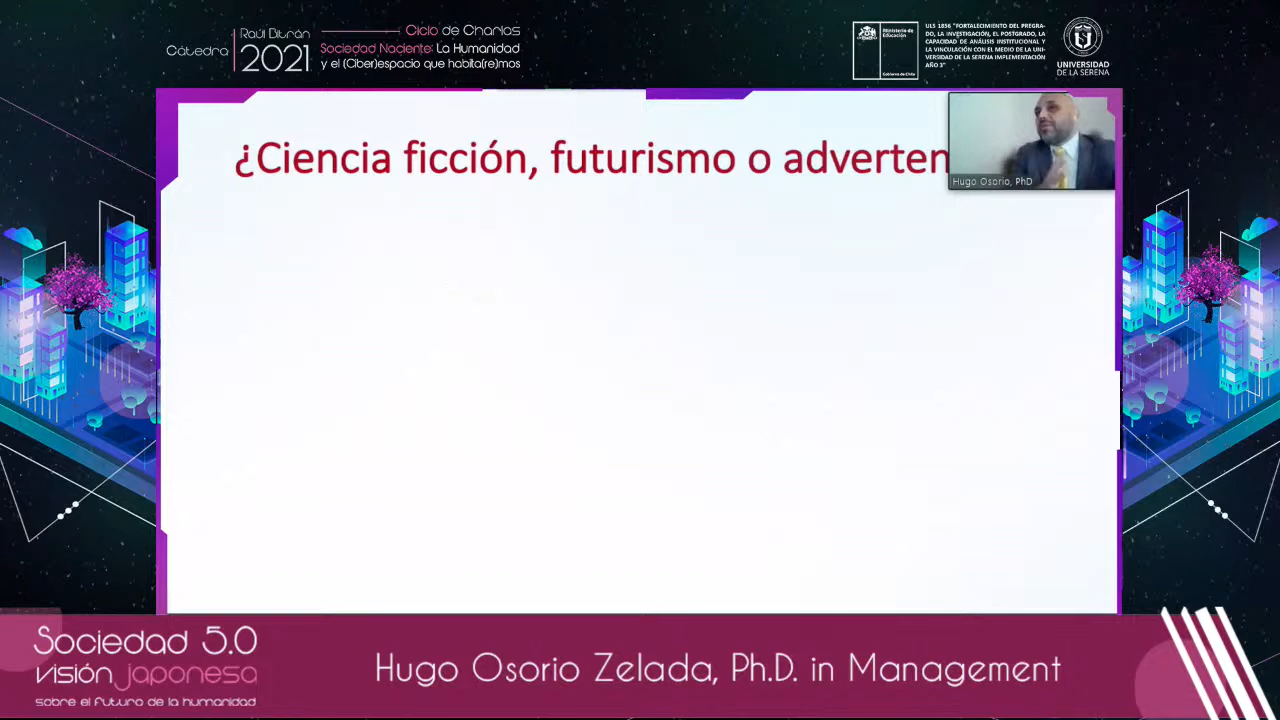 Cátedra
Raúl Bitrán
2021
Ciclo de Charlas
Sociedad Naciente: La Humanidad
y el (Ciber)espacio que habita(re)mos
Ministerio de
Educación
Gobierno de Chile
ULS 1856 "FORTALECIMIENTO DEL PREGRA-
DO, LA INVESTIGACIÓN, EL POSTGRADO, LA
CAPACIDAD DE ANÁLISIS INSTITUCIONAL Y
LA VINCULACIÓN CON EL MEDIO DE LA UNI-
VERSIDAD DE LA SERENA IMPLEMENTACIÓN
AÑO 3"
UNIVERSIDAD
DE LA SERENA
¿Ciencia ficción, futurismo o adverten
Hugo Osorio, PhD
Sociedad 5.0
visión japonesa
sobre el futuro de la humanidad
Hugo Osorio Zelada, Ph.D. in Management